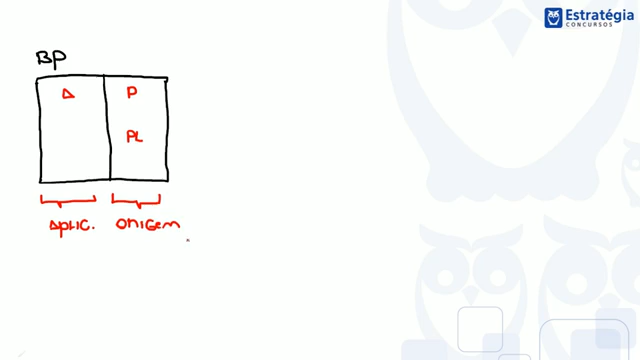 Estratégia
CONCURSOS
BP
A P
PL
Aplic. Origem